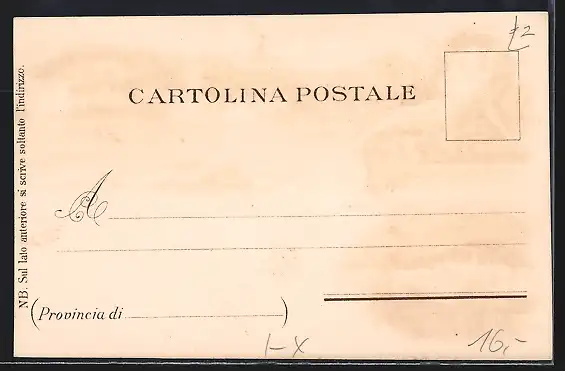 CARTOLINA POSTALE
A
(Provincia di )
NB. Sul lato anteriore si scrive soltanto l'indirizzo.
I-X
16,-